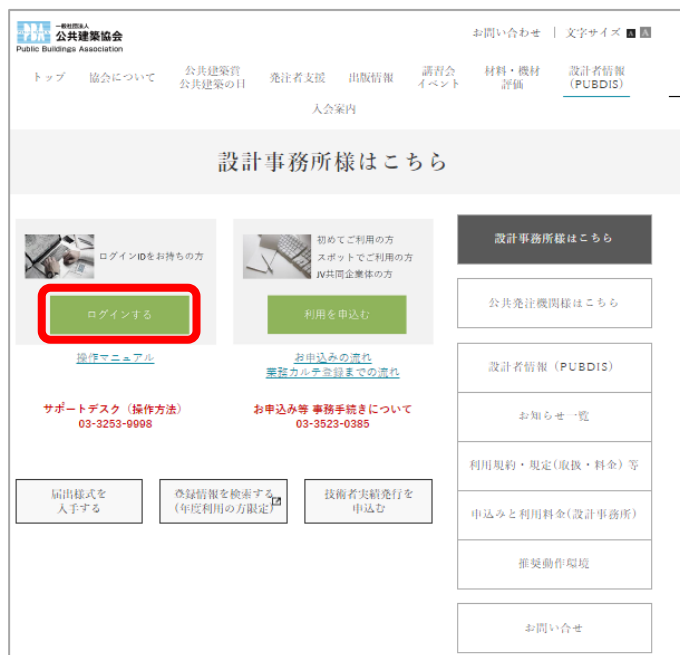 一般社団法人
公共建築協会
Public Buildings Association
お問い合わせ | 文字サイズ A A
トップ
協会について
公共建築賞
公共建築の日
発注者支援
出版情報
講習会
イベント
材料・機材
評価
設計者情報
(PUBDIS)
入会案内
設計事務所様はこちら
ログインIDをお持ちの方
ログインする
操作マニュアル
サポートデスク（操作方法）
03-3253-9998
初めてご利用の方
スポットでご利用の方
JV共同企業体の方
利用を申込む
お申込みの流れ
業務カルテ登録までの流れ
お申込み等 事務手続きについて
03-3523-0385
届出様式を
入手する
登録情報を検索する
(年度利用の方限定)
技術者実績発行を
申込む
設計事務所様はこちら
公共発注機関様はこちら
設計者情報（PUBDIS）
お知らせ一覧
利用規約・規定(取扱・料金) 等
申込みと利用料金(設計事務所)
推奨動作環境
お問い合せ